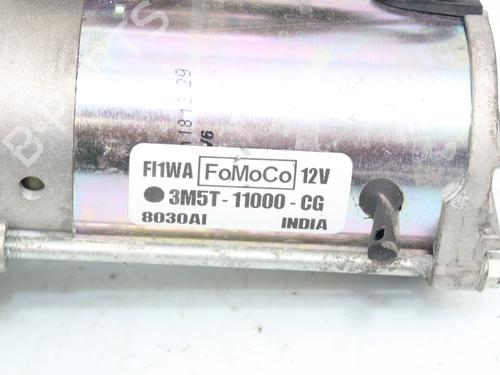 FI1WA FoMoCo 12V
3M5T-11000-CG
8030AI INDIA